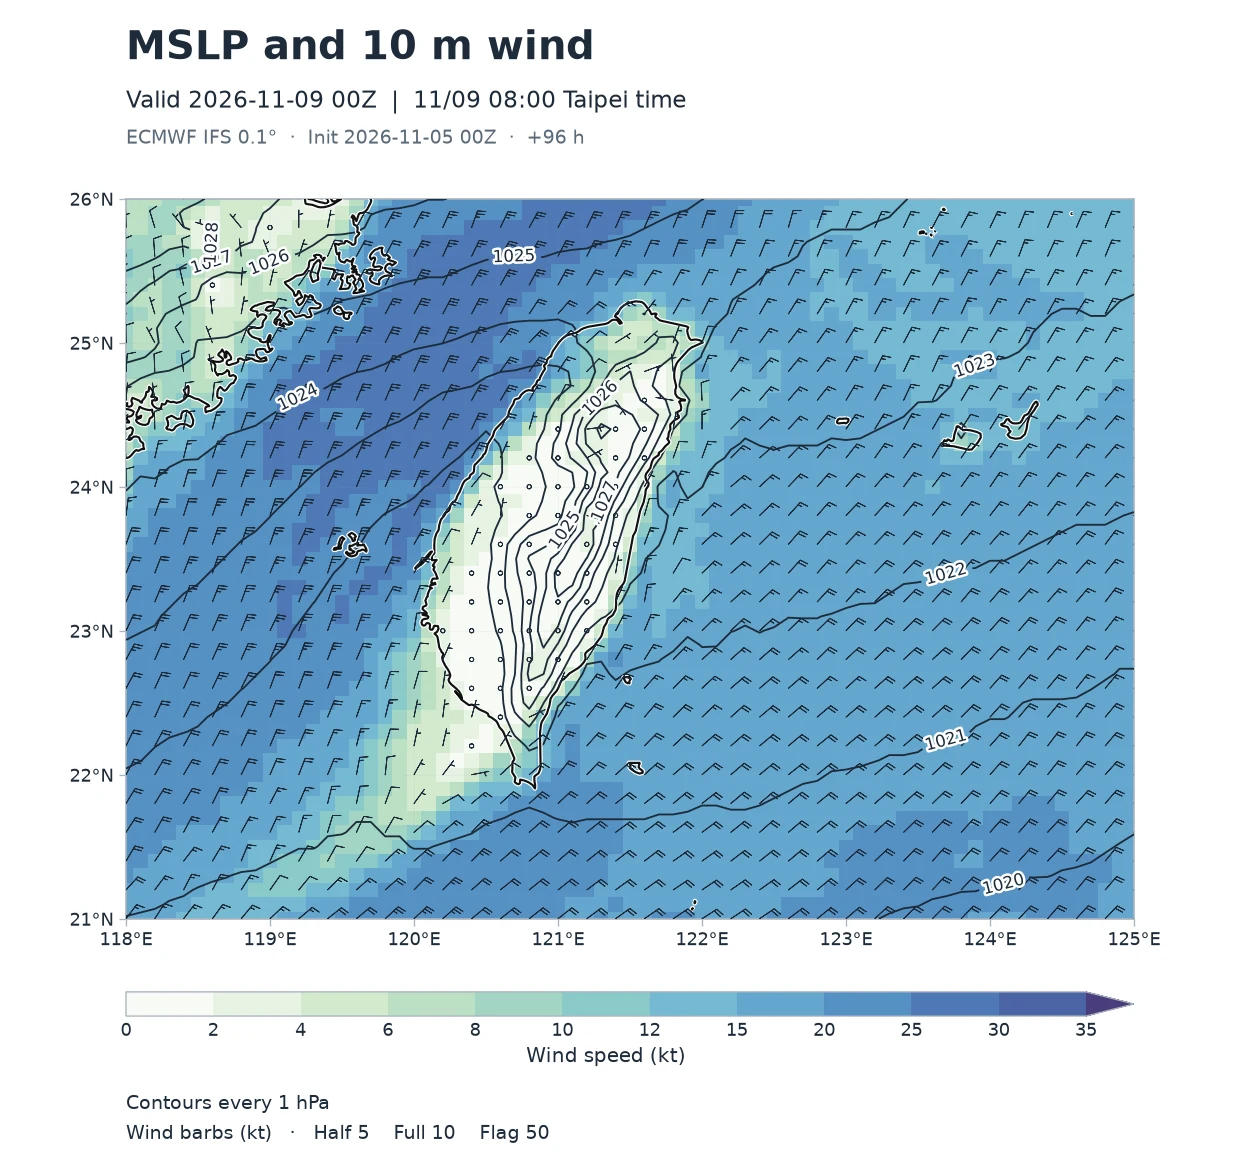 MSLP and 10 m wind
Valid 2026-11-09 00Z | 11/09 08:00 Taipei time
ECMWF IFS 0.1° · Init 2026-11-05 00Z · +96 h
26°N
25°N
24°N
23°N
22°N
21°N
1028
1027
1026
1025
1024
1023
1026
1027
1025
1022
1021
1020
118°E 119°E 120°E 121°E 122°E 123°E 124°E 125°E
0 2 4 6 8 10 12 15 20 25 30 35
Wind speed (kt)
Contours every 1 hPa
Wind barbs (kt) · Half 5 Full 10 Flag 50